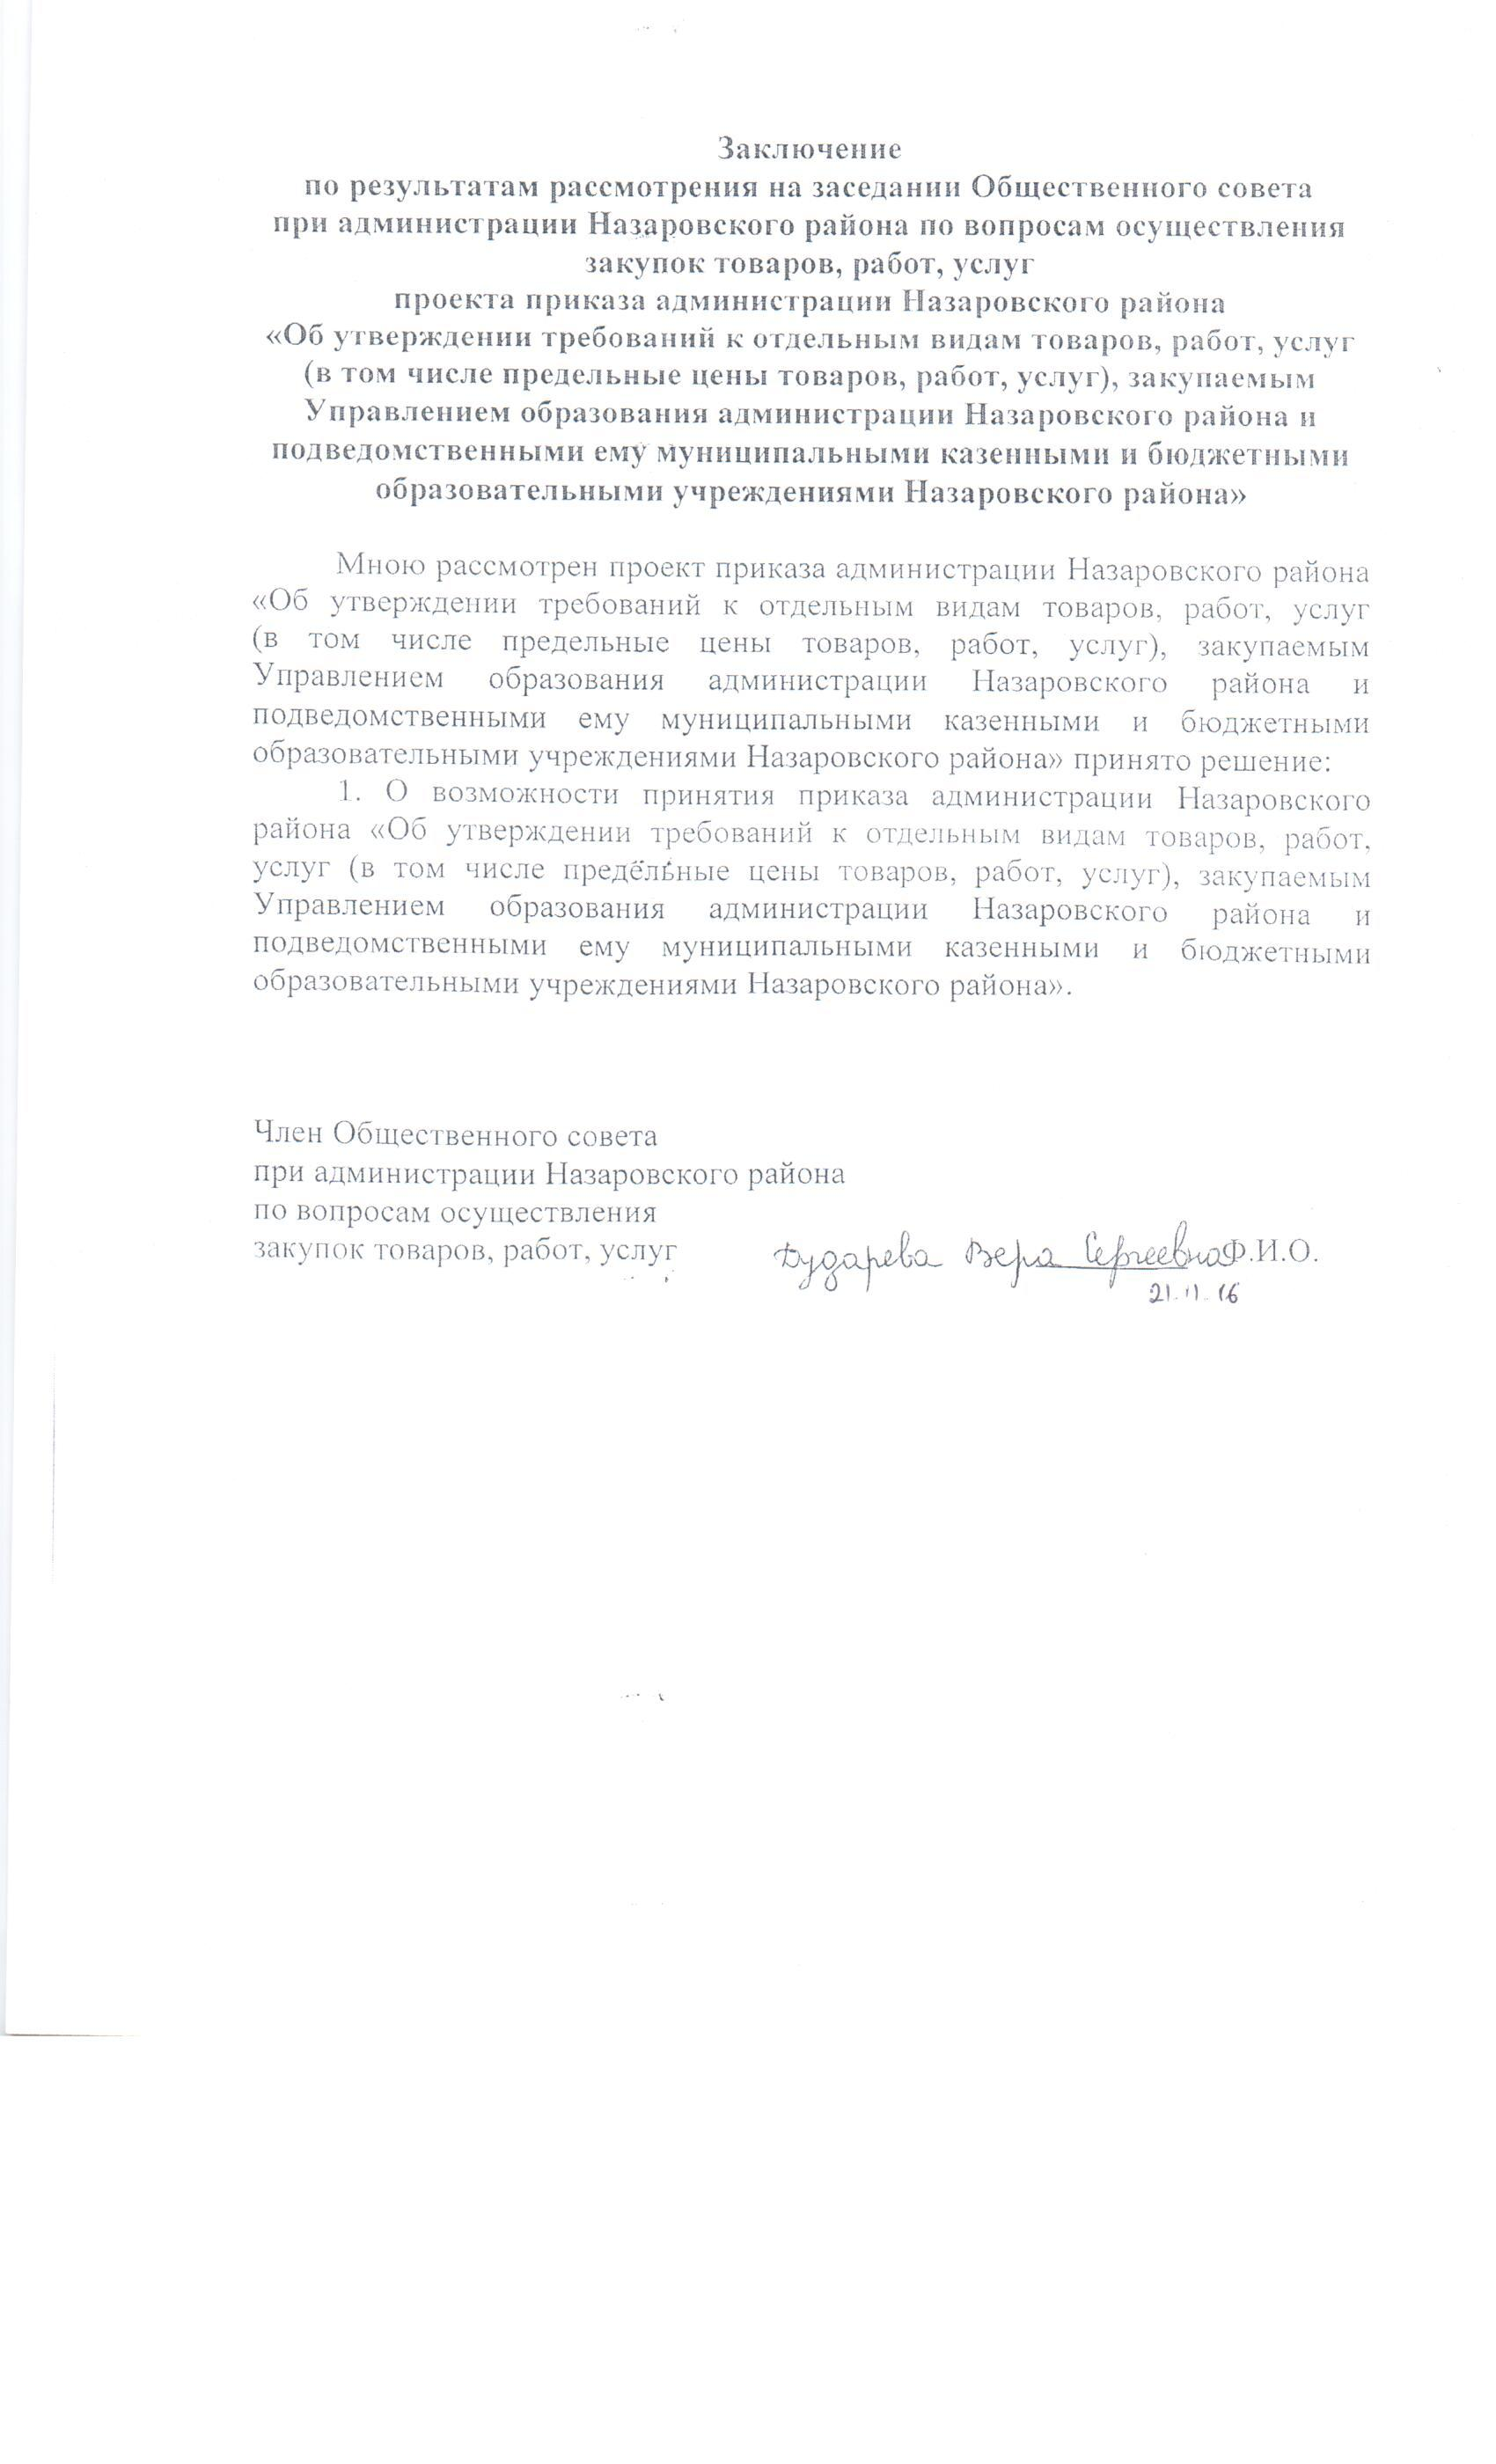 Заключение
по результатам рассмотрения на заседании Общественного совета
при администрации Назаровского района по вопросам осуществления
закупок товаров, работ, услуг
проекта приказа администрации Назаровского района
«Об утверждении требований к отдельным видам товаров, работ, услуг
(в том числе предельные цены товаров, работ, услуг), закупаемым
Управлением образования администрации Назаровского района и
подведомственными ему муниципальными казенными и бюджетными
образовательными учреждениями Назаровского района»
Мною рассмотрен проект приказа администрации Назаровского района
«Об утверждении требований к отдельным видам товаров, работ, услуг
(в том числе предельные цены товаров, работ, услуг), закупаемым
Управлением образования администрации Назаровского района и
подведомственными ему муниципальными казенными и бюджетными
образовательными учреждениями Назаровского района» принято решение:
1. О возможности принятия приказа администрации Назаровского
района «Об утверждении требований к отдельным видам товаров, работ,
услуг (в том числе предельные цены товаров, работ, услуг), закупаемым
Управлением образования администрации Назаровского района и
подведомственными ему муниципальными казенными и бюджетными
образовательными учреждениями Назаровского района».
Член Общественного совета
при администрации Назаровского района
по вопросам осуществления
закупок товаров, работ, услуг Дударева Вера Сергеевна Ф.И.О.
21.11.16